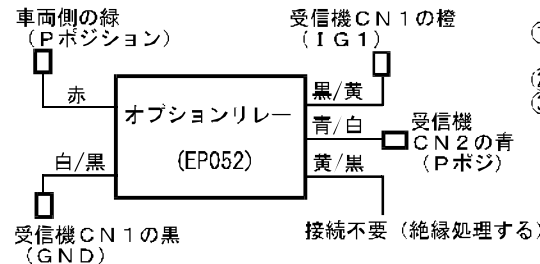 車両側の緑
（Ｐポジション）
赤
白/黒
受信機ＣＮ１の黒
（GND）
オプションリレー
(EP052)
受信機ＣＮ１の橙
（ＩＧ１）
黒/黄
青/白
黄/黒
受信機
ＣＮ２の青
（Ｐポジ）
接続不要（絶縁処理する）
②
③